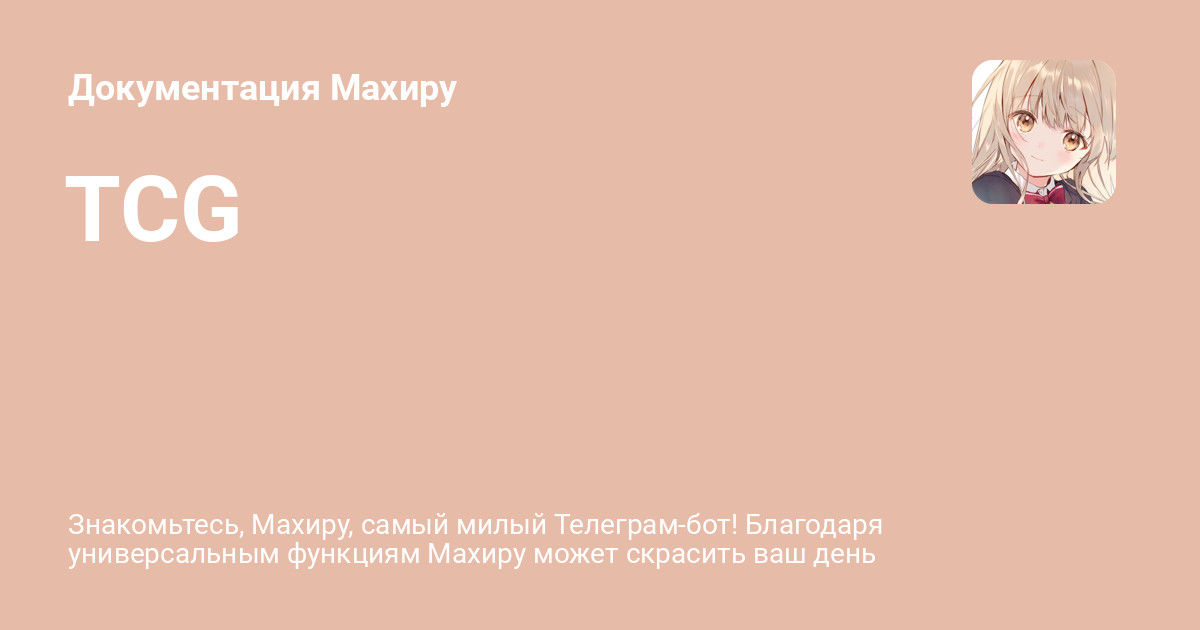 Документация Махиру
TCG
Знакомьтесь, Махиру, самый милый Телеграм-бот! Благодаря
универсальным функциям Махиру может скрасить ваш день